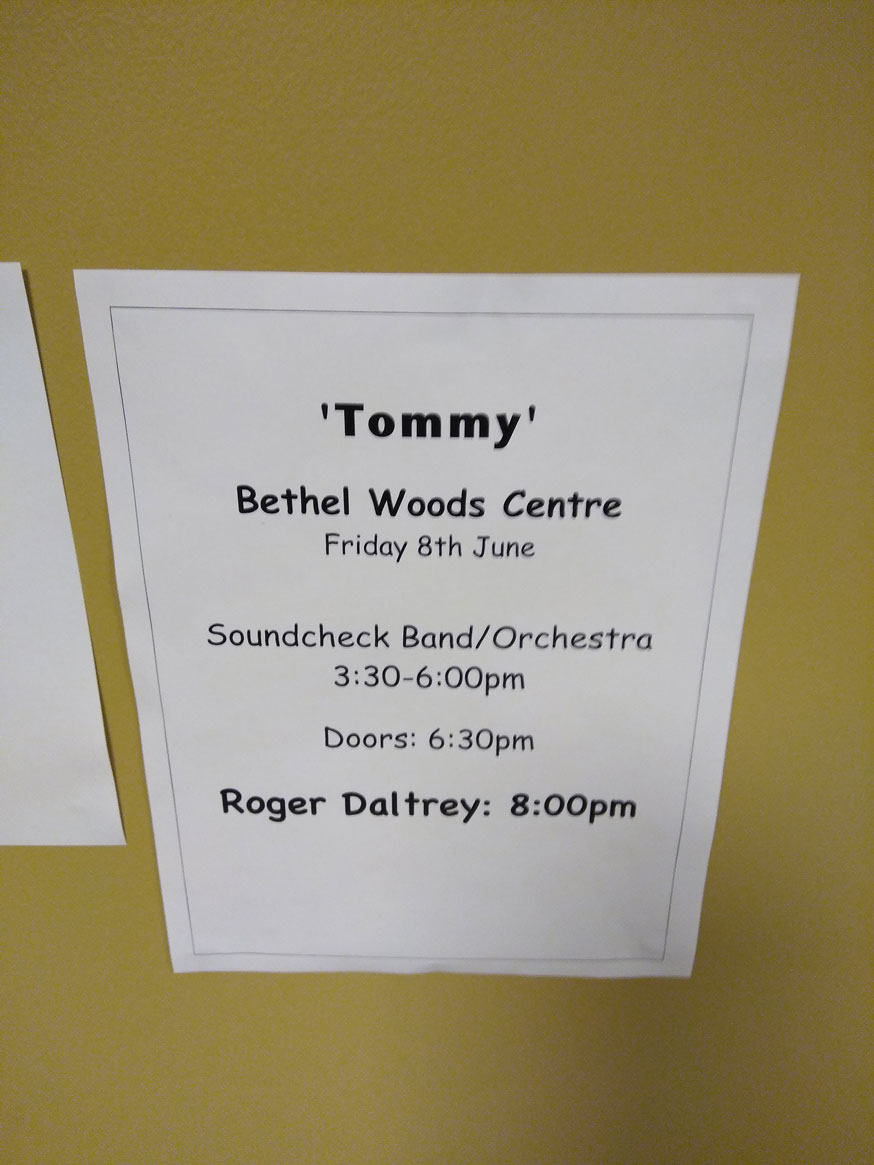 'Tommy'
Bethel Woods Centre
Friday 8th June
Soundcheck Band/Orchestra
3:30-6:00pm
Doors: 6:30pm
Roger Daltrey: 8:00pm